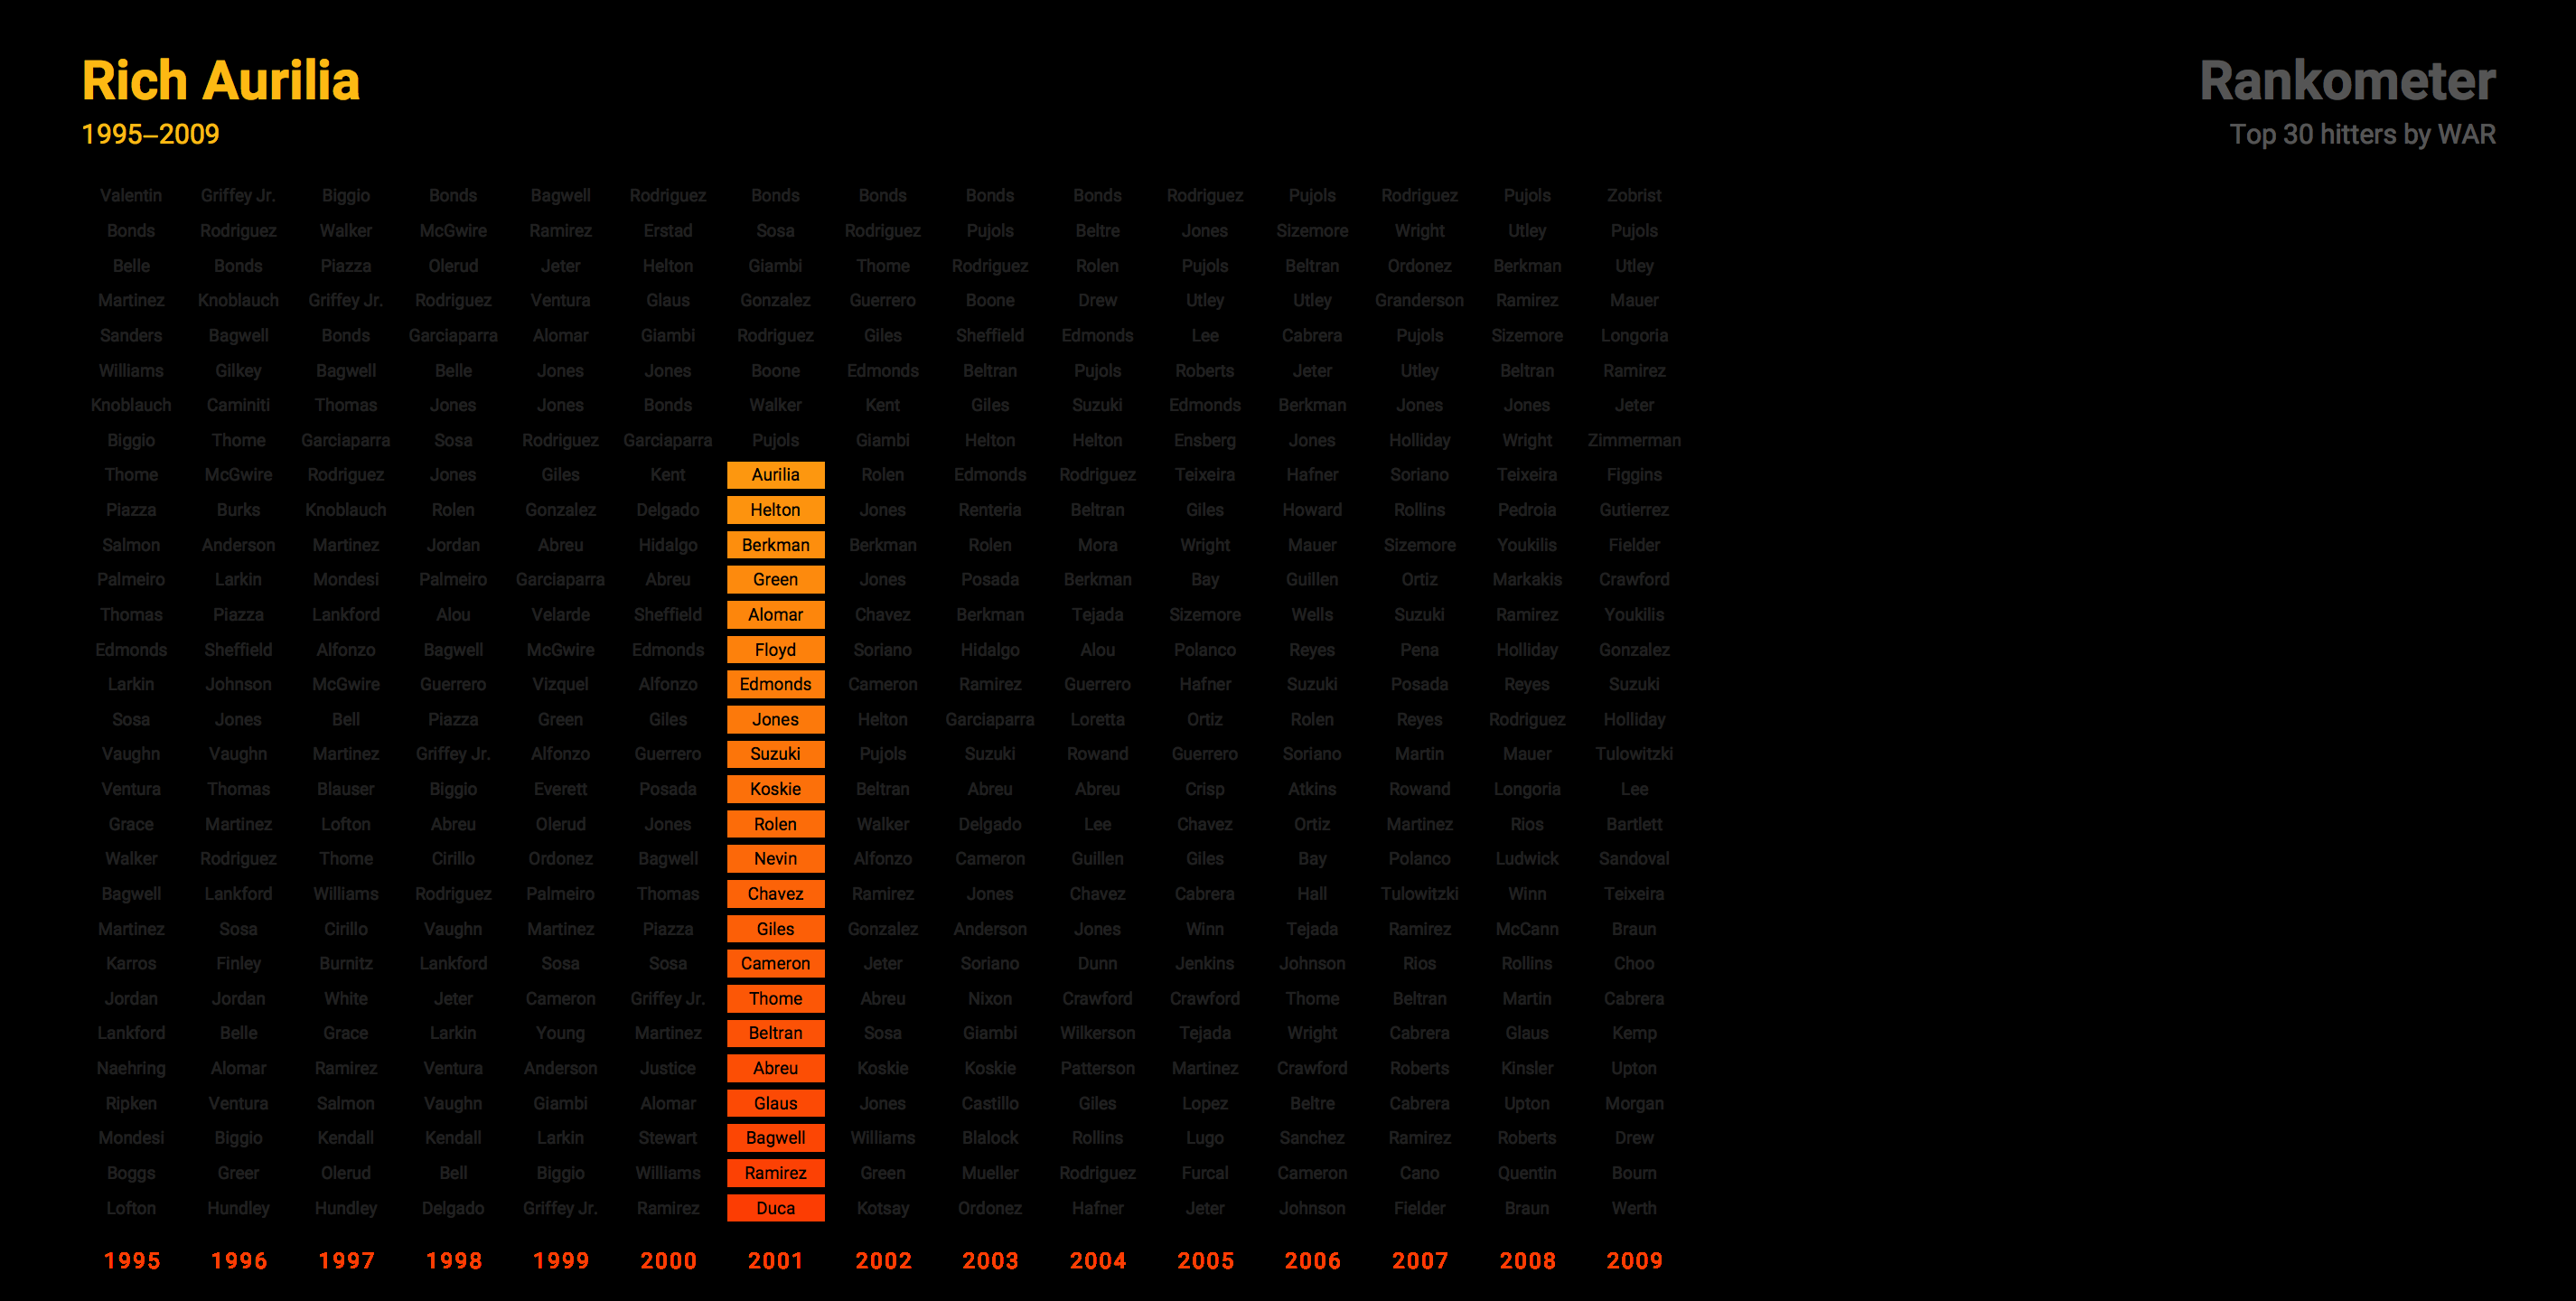 Rich Aurilia
1995–2009
Rankometer
Top 30 hitters by WAR
Valentin Griffey Jr. Biggio Bonds Bagwell Rodriguez Bonds Bonds Bonds Bonds Rodriguez Pujols Rodriguez Pujols Zobrist
Bonds Rodriguez Walker McGwire Ramirez Erstad Sosa Rodriguez Pujols Beltre Jones Sizemore Wright Utley Pujols
Belle Bonds Piazza Olerud Jeter Helton Giambi Thome Rodriguez Rolen Pujols Beltran Ordonez Berkman Utley
Martinez Knoblauch Griffey Jr. Rodriguez Ventura Glaus Gonzalez Guerrero Boone Drew Utley Utley Granderson Ramirez Mauer
Sanders Bagwell Bonds Garciaparra Alomar Giambi Rodriguez Giles Sheffield Edmonds Lee Cabrera Pujols Sizemore Longoria
Williams Gilkey Bagwell Belle Jones Jones Boone Edmonds Beltran Pujols Roberts Jeter Utley Beltran Ramirez
Knoblauch Caminiti Thomas Jones Jones Bonds Walker Kent Giles Suzuki Edmonds Berkman Jones Jones Jeter
Biggio Thome Garciaparra Sosa Rodriguez Garciaparra Pujols Giambi Helton Helton Ensberg Jones Holliday Wright Zimmerman
Thome McGwire Rodriguez Jones Giles Kent Aurilia Rolen Edmonds Rodriguez Teixeira Hafner Soriano Teixeira Figgins
Piazza Burks Knoblauch Rolen Gonzalez Delgado Helton Jones Renteria Beltran Giles Howard Rollins Pedroia Gutierrez
Salmon Anderson Martinez Jordan Abreu Hidalgo Berkman Berkman Rolen Mora Wright Mauer Sizemore Youkilis Fielder
Palmeiro Larkin Mondesi Palmeiro Garciaparra Abreu Green Jones Posada Berkman Bay Guillen Ortiz Markakis Crawford
Thomas Piazza Lankford Alou Velarde Sheffield Alomar Chavez Berkman Tejada Sizemore Wells Suzuki Ramirez Youkilis
Edmonds Sheffield Alfonzo Bagwell McGwire Edmonds Floyd Soriano Hidalgo Alou Polanco Reyes Pena Holliday Gonzalez
Larkin Johnson McGwire Guerrero Vizquel Alfonzo Edmonds Cameron Ramirez Guerrero Hafner Suzuki Posada Reyes Suzuki
Sosa Jones Bell Piazza Green Giles Jones Helton Garciaparra Loretta Ortiz Rolen Reyes Rodriguez Holliday
Vaughn Vaughn Martinez Griffey Jr. Alfonzo Guerrero Suzuki Pujols Suzuki Rowand Guerrero Soriano Martin Mauer Tulowitzki
Ventura Thomas Blauser Biggio Everett Posada Koskie Beltran Abreu Abreu Crisp Atkins Rowand Longoria Lee
Grace Martinez Lofton Abreu Olerud Jones Rolen Walker Delgado Lee Chavez Ortiz Martinez Rios Bartlett
Walker Rodriguez Thome Cirillo Ordonez Bagwell Nevin Alfonzo Cameron Guillen Giles Bay Polanco Ludwick Sandoval
Bagwell Lankford Williams Rodriguez Palmeiro Thomas Chavez Ramirez Jones Chavez Cabrera Hall Tulowitzki Winn Teixeira
Martinez Sosa Cirillo Vaughn Martinez Piazza Giles Gonzalez Anderson Jones Winn Tejada Ramirez McCann Braun
Karros Finley Burnitz Lankford Sosa Sosa Cameron Jeter Soriano Dunn Jenkins Johnson Rios Rollins Choo
Jordan Jordan White Jeter Cameron Griffey Jr. Thome Abreu Nixon Crawford Crawford Thome Beltran Martin Cabrera
Lankford Belle Grace Larkin Young Martinez Beltran Sosa Giambi Wilkerson Tejada Wright Cabrera Glaus Kemp
Naehring Alomar Ramirez Ventura Anderson Justice Abreu Koskie Koskie Patterson Martinez Crawford Roberts Kinsler Upton
Ripken Ventura Salmon Vaughn Giambi Alomar Glaus Jones Castillo Giles Lopez Beltre Cabrera Upton Morgan
Mondesi Biggio Kendall Kendall Larkin Stewart Bagwell Williams Blalock Rollins Lugo Sanchez Ramirez Roberts Drew
Boggs Greer Olerud Bell Biggio Williams Ramirez Green Mueller Rodriguez Furcal Cameron Cano Quentin Bourn
Lofton Hundley Hundley Delgado Griffey Jr. Ramirez Duca Kotsay Ordonez Hafner Jeter Johnson Fielder Braun Werth
1995 1996 1997 1998 1999 2000 2001 2002 2003 2004 2005 2006 2007 2008 2009